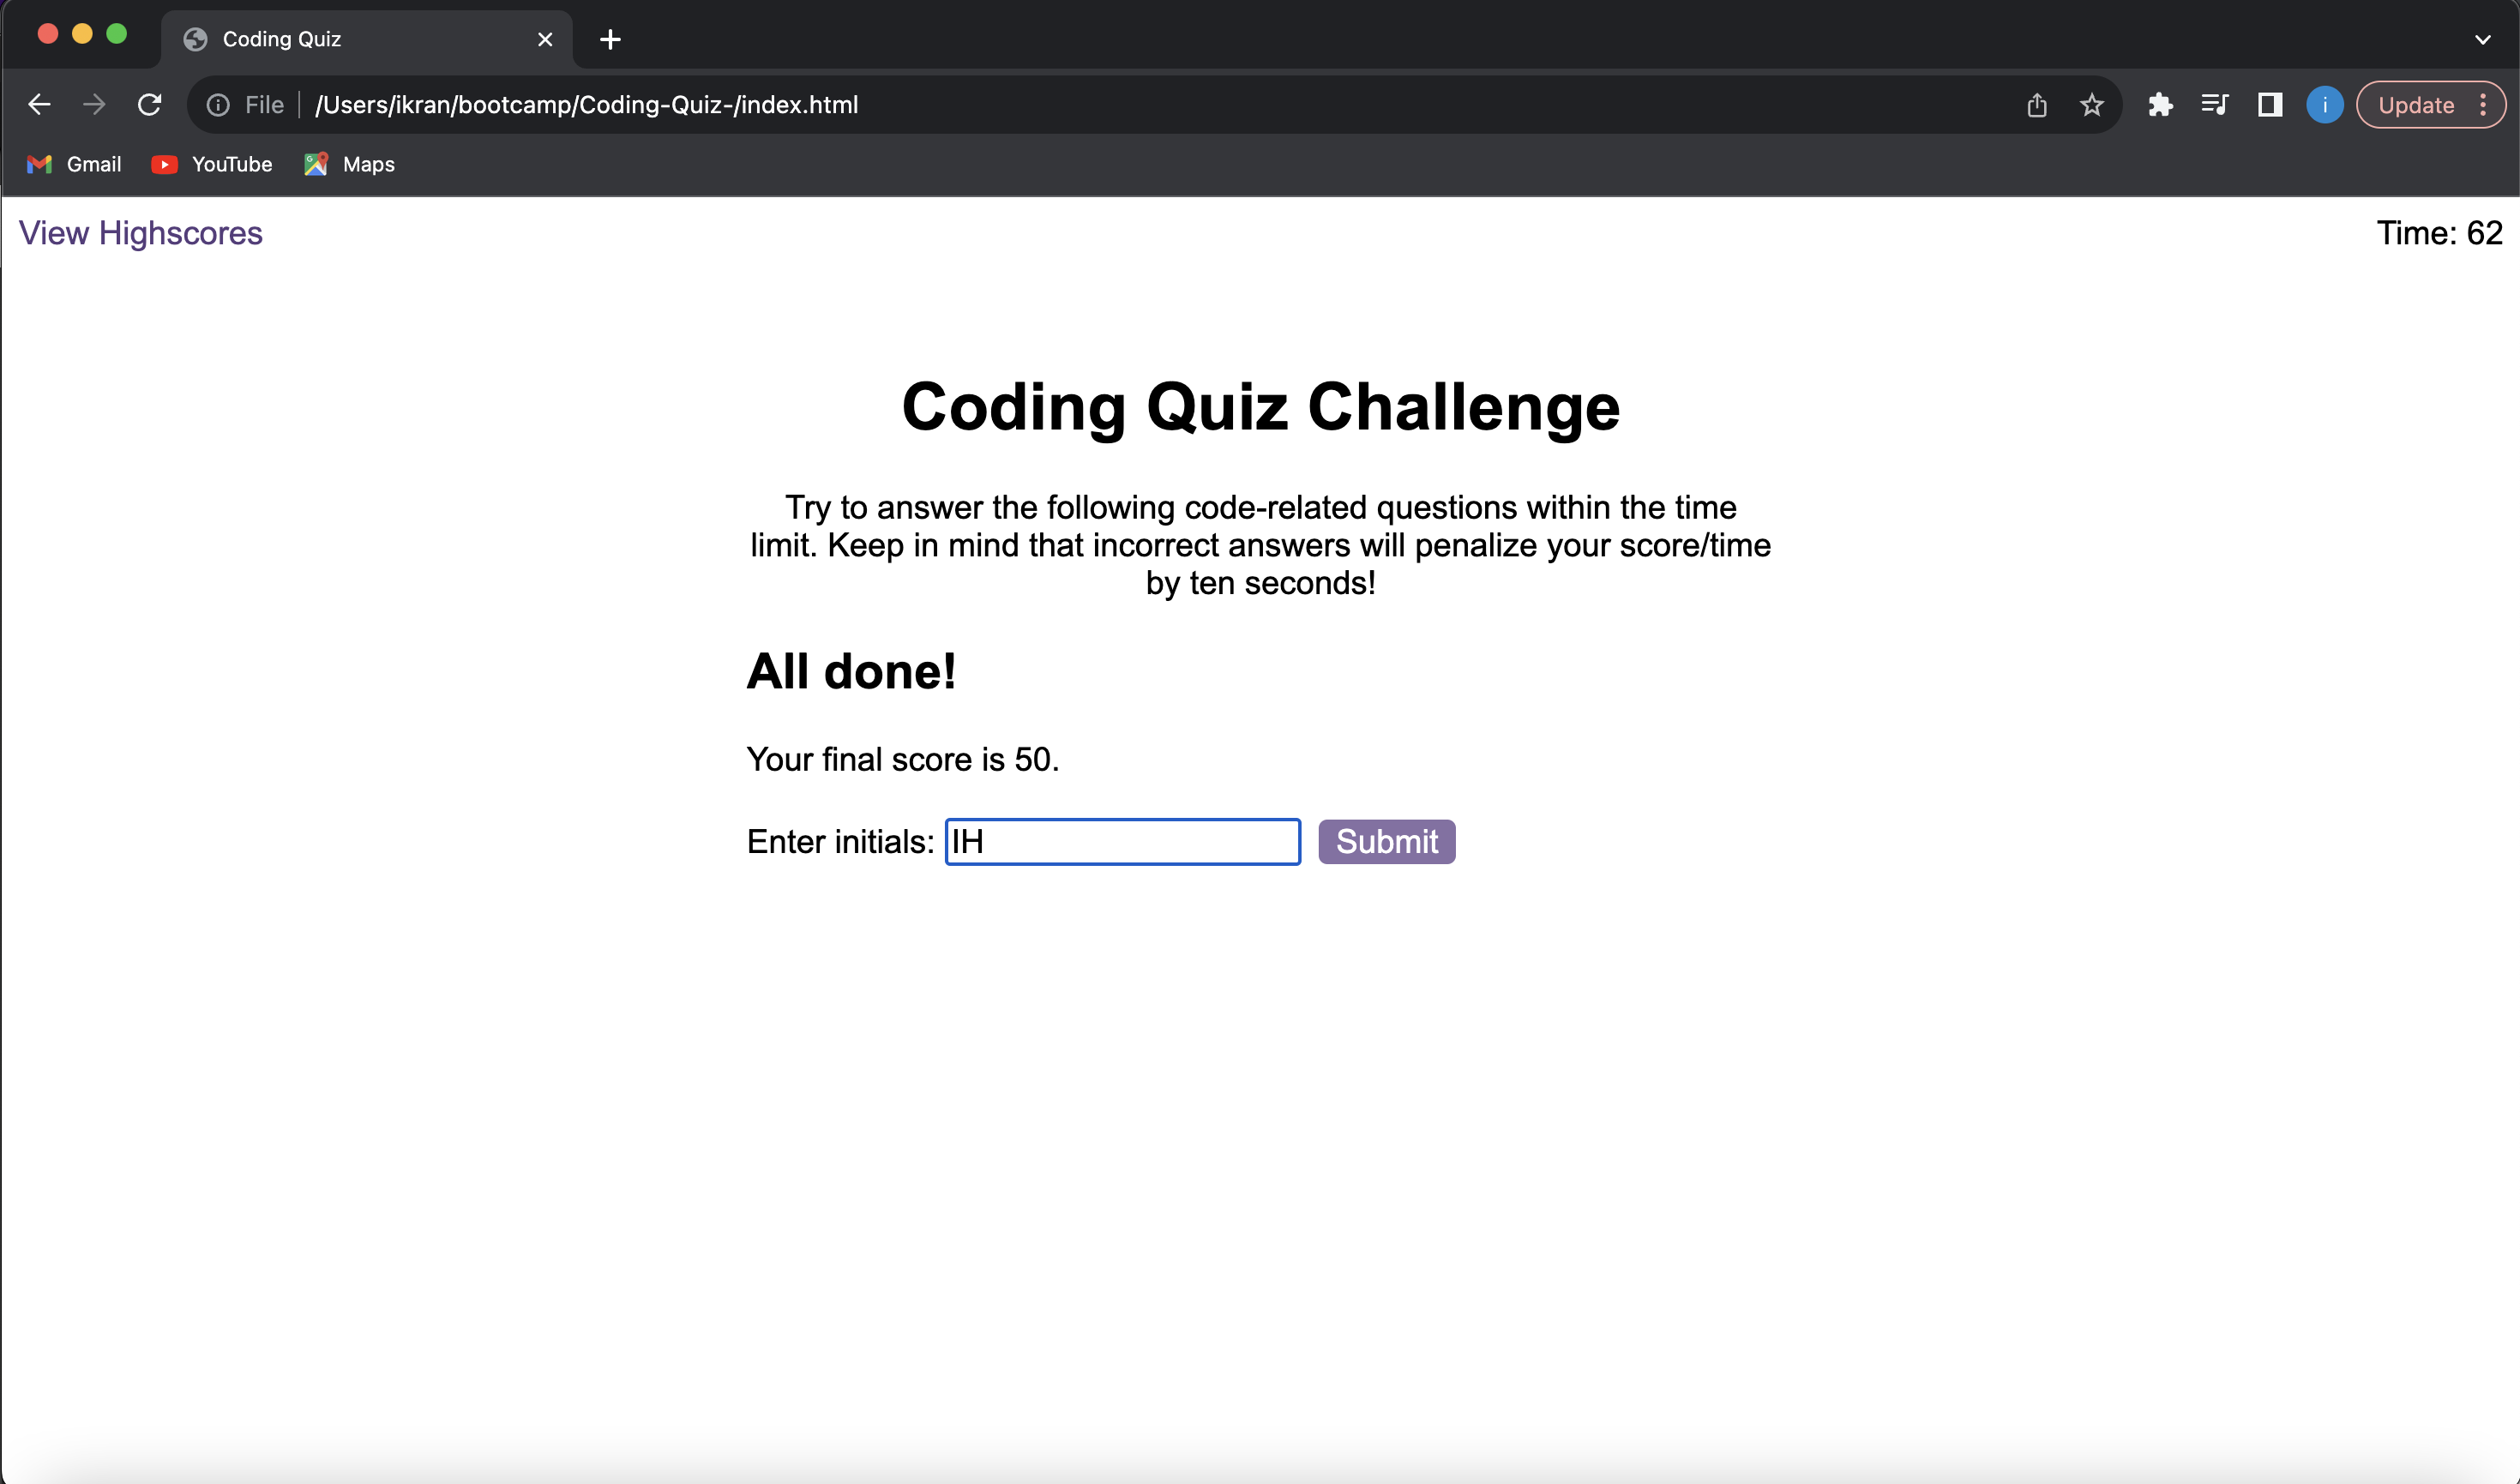 Coding Quiz
File
/Users/ikran/bootcamp/Coding-Quiz-/index.html
i
Update
Gmail
YouTube
Maps
View Highscores
Time: 62
Coding Quiz Challenge
Try to answer the following code-related questions within the time
limit. Keep in mind that incorrect answers will penalize your score/time
by ten seconds!
All done!
Your final score is 50.
Enter initials: IH Submit